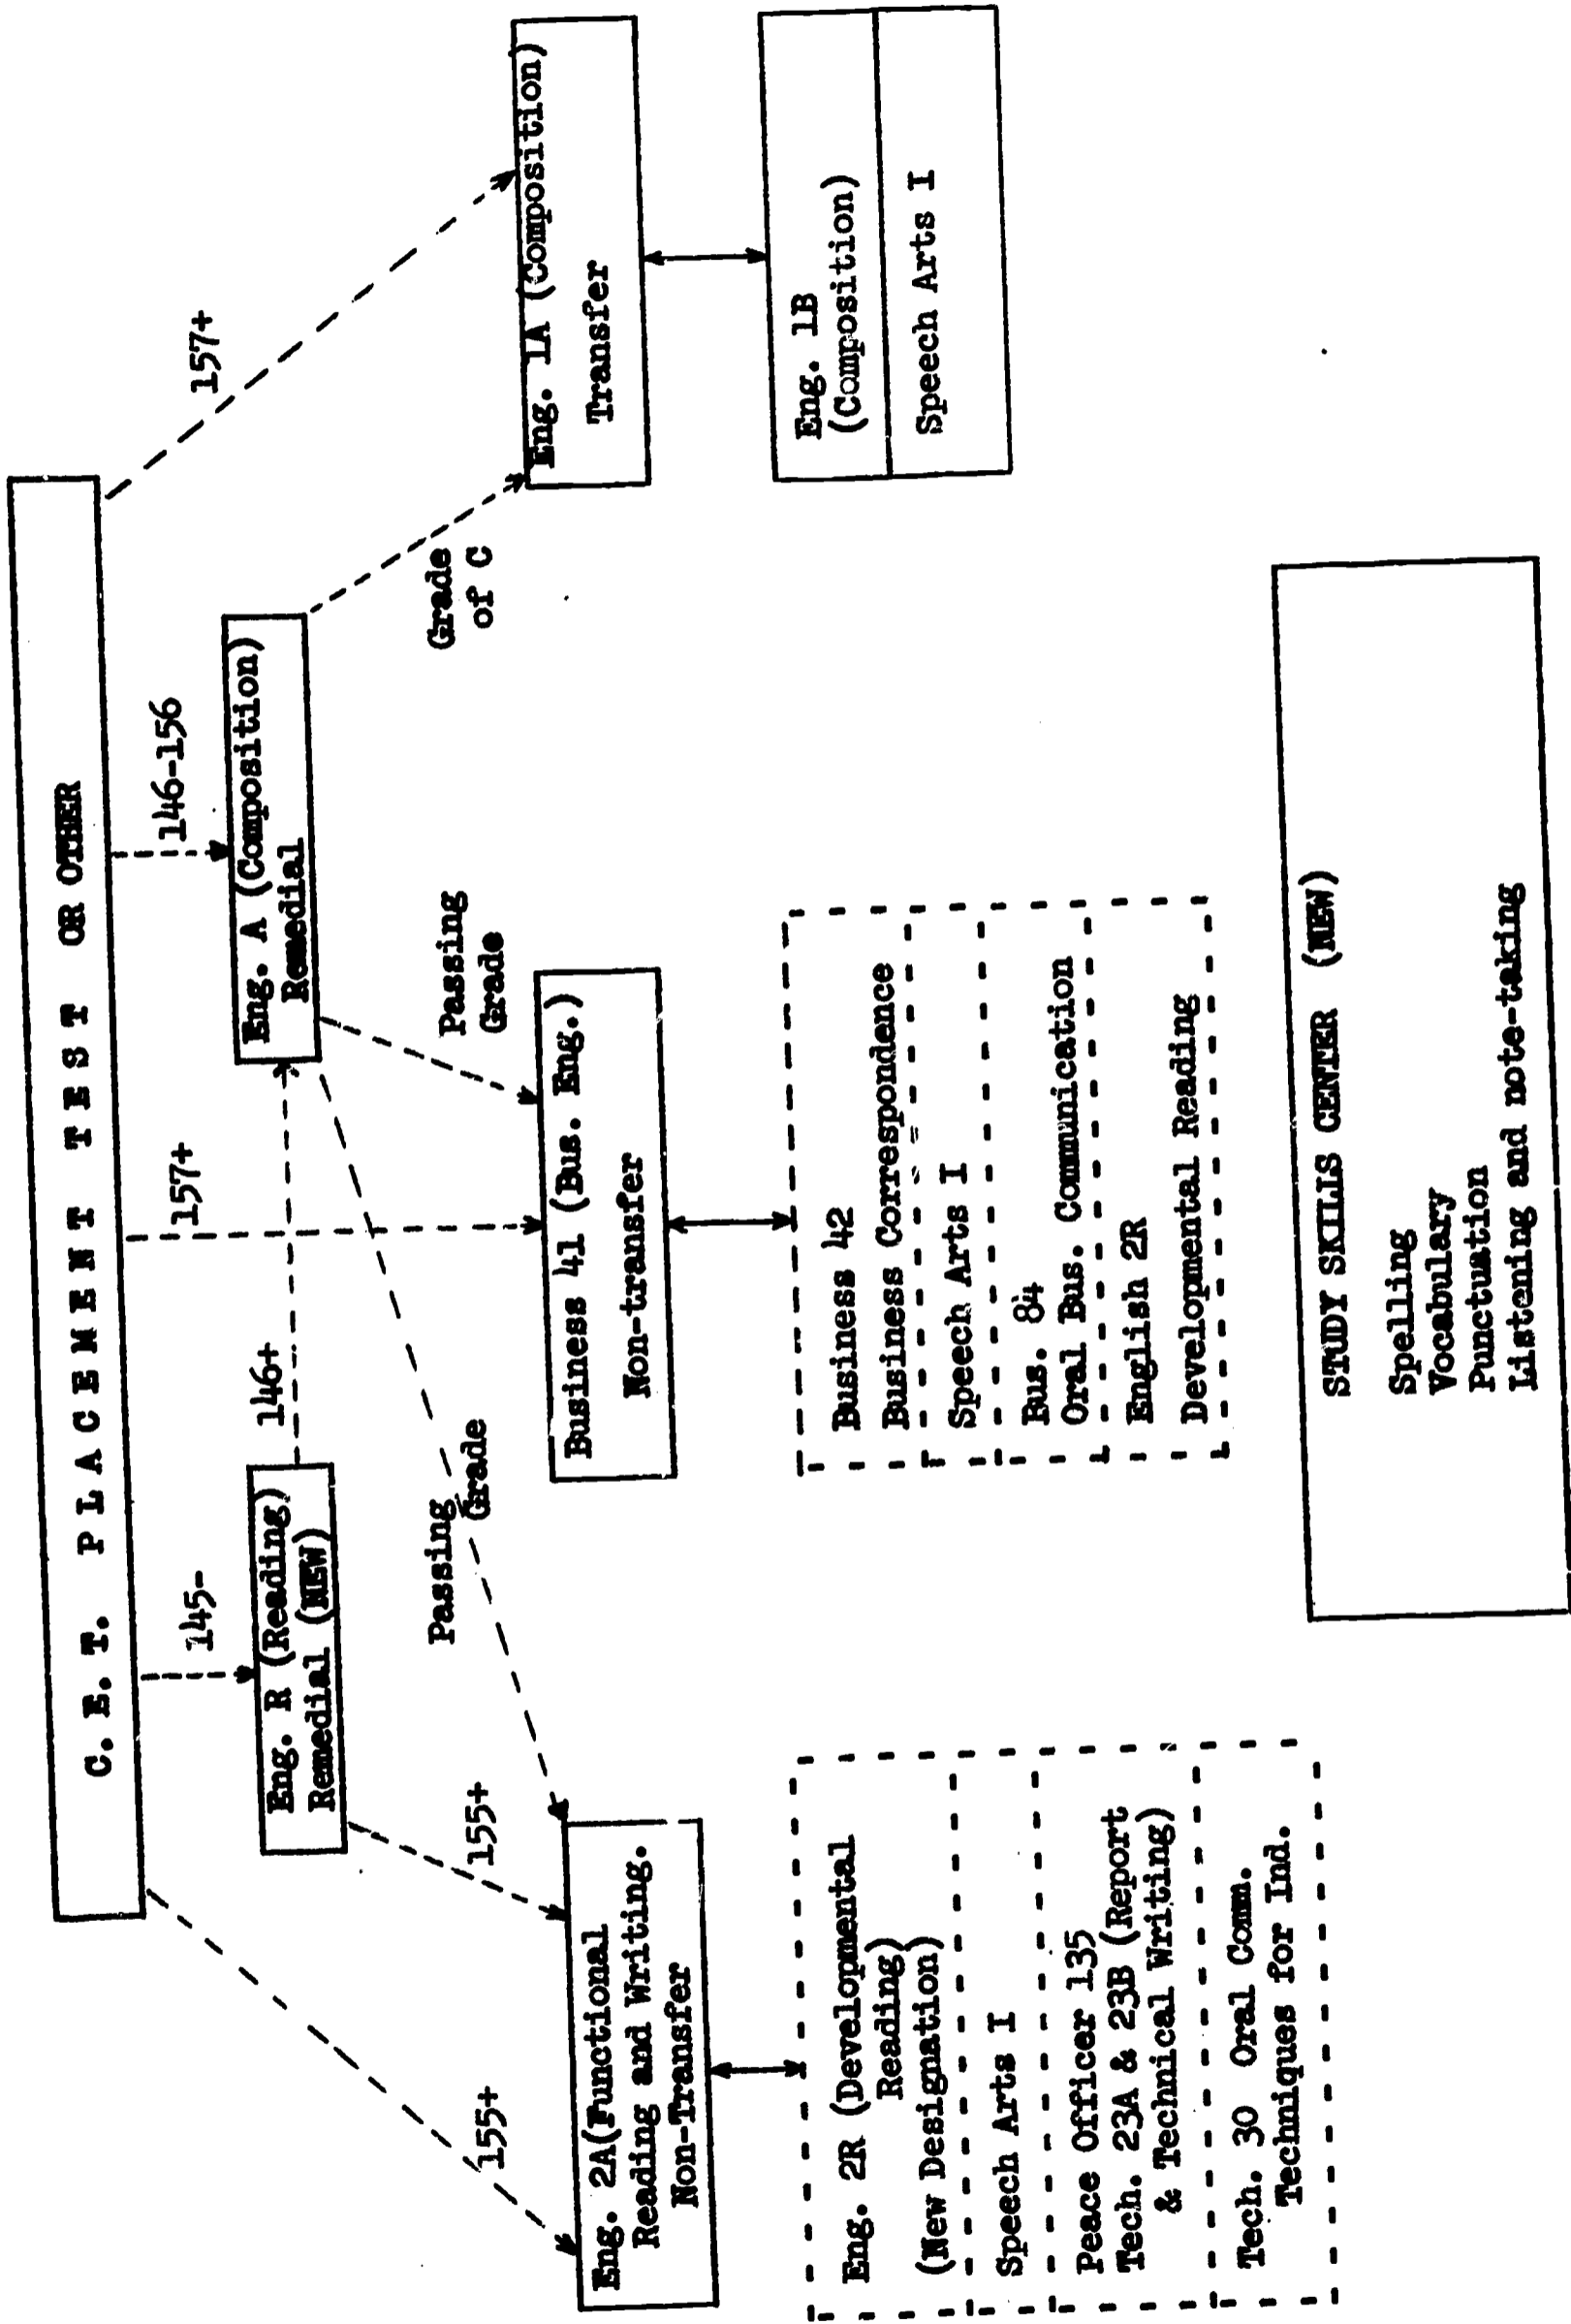 C. E. T. PLACEMENT TEST OR OTHER
155+
145-
157+
146-156
157+
Eng. R (Reading)
Remedial (NEW)
146+
Eng. A (Composition)
Remedial
155+
Passing
Grade
Passing
Grade
Grade
of C
Eng. 2A(Functional
Reading and Writing.
Non-Transfer
Business 41 (Bus. Eng.)
Non-transfer
Eng. 1A (Composition)
Transfer
Eng. 2R (Developmental
Reading)
(New Designation)
Speech Arts I
Peace Officer 135
Tech. 23A & 23B (Report
& Technical Writing)
Tech. 30 Oral Comm.
Techniques for Ind.
Business 42
Business Correspondence
Speech Arts I
Bus. 84
Oral Bus. Communication
English 2R
Developmental Reading
Eng. 1B
(Composition)
Speech Arts I
STUDY SKILLS CENTER (NEW)
Spelling
Vocabulary
Punctuation
Listening and note-taking